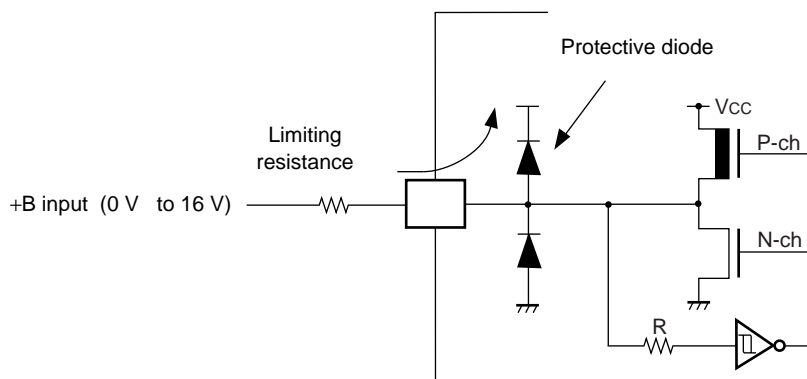 Protective diode
VCC
Limiting
resistance
P-ch
+B input (0 V to 16 V)
N-ch
R